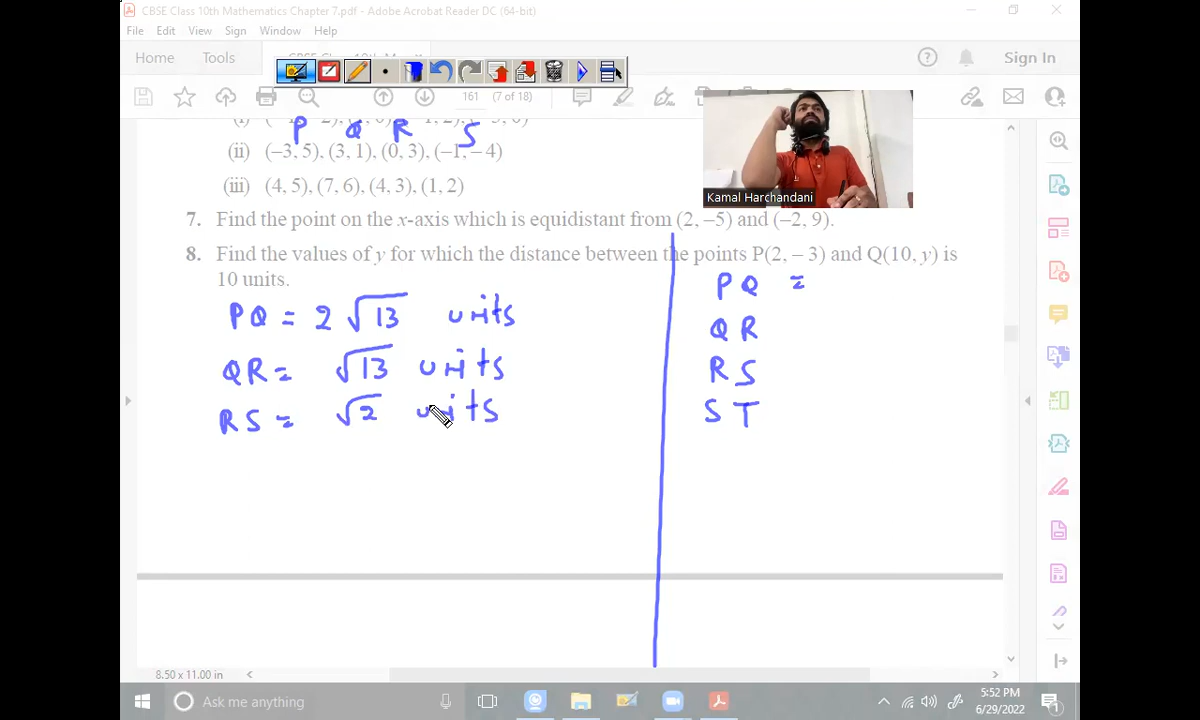 CBSE Class 10th Mathematics Chapter 7.pdf - Adobe Acrobat Reader DC (64-bit)
File Edit View Sign Window Help
Home Tools Sign In
161 (7 of 18)
P Q R S
(ii) (–3, 5), (3, 1), (0, 3), (–1, – 4)
(iii) (4, 5), (7, 6), (4, 3), (1, 2)
Kamal Harchandani
7. Find the point on the x-axis which is equidistant from (2, –5) and (–2, 9).
8. Find the values of y for which the distance between the points P(2, – 3) and Q(10, y) is
10 units.
PQ = 2 √13 units
QR = √13 units
RS = √2 units
PQ =
QR
RS
ST
8.50 x 11.00 in
Ask me anything
5:52 PM
6/29/2022
1